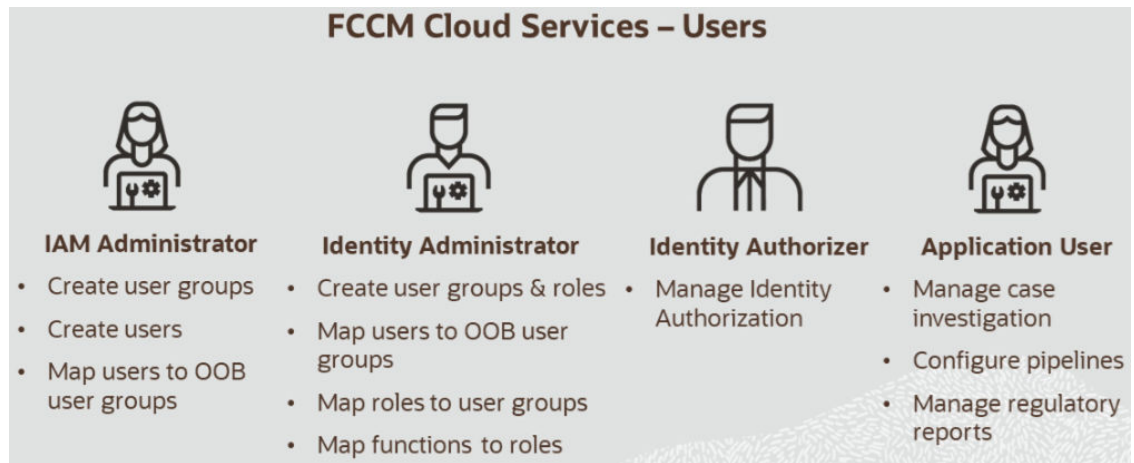 FCCM Cloud Services – Users
IAM Administrator
• Create user groups
• Create users
• Map users to OOB
user groups
Identity Administrator
• Create user groups & roles
• Map users to OOB user
groups
• Map roles to user groups
• Map functions to roles
Identity Authorizer
• Manage Identity
Authorization
Application User
• Manage case
investigation
• Configure pipelines
• Manage regulatory
reports